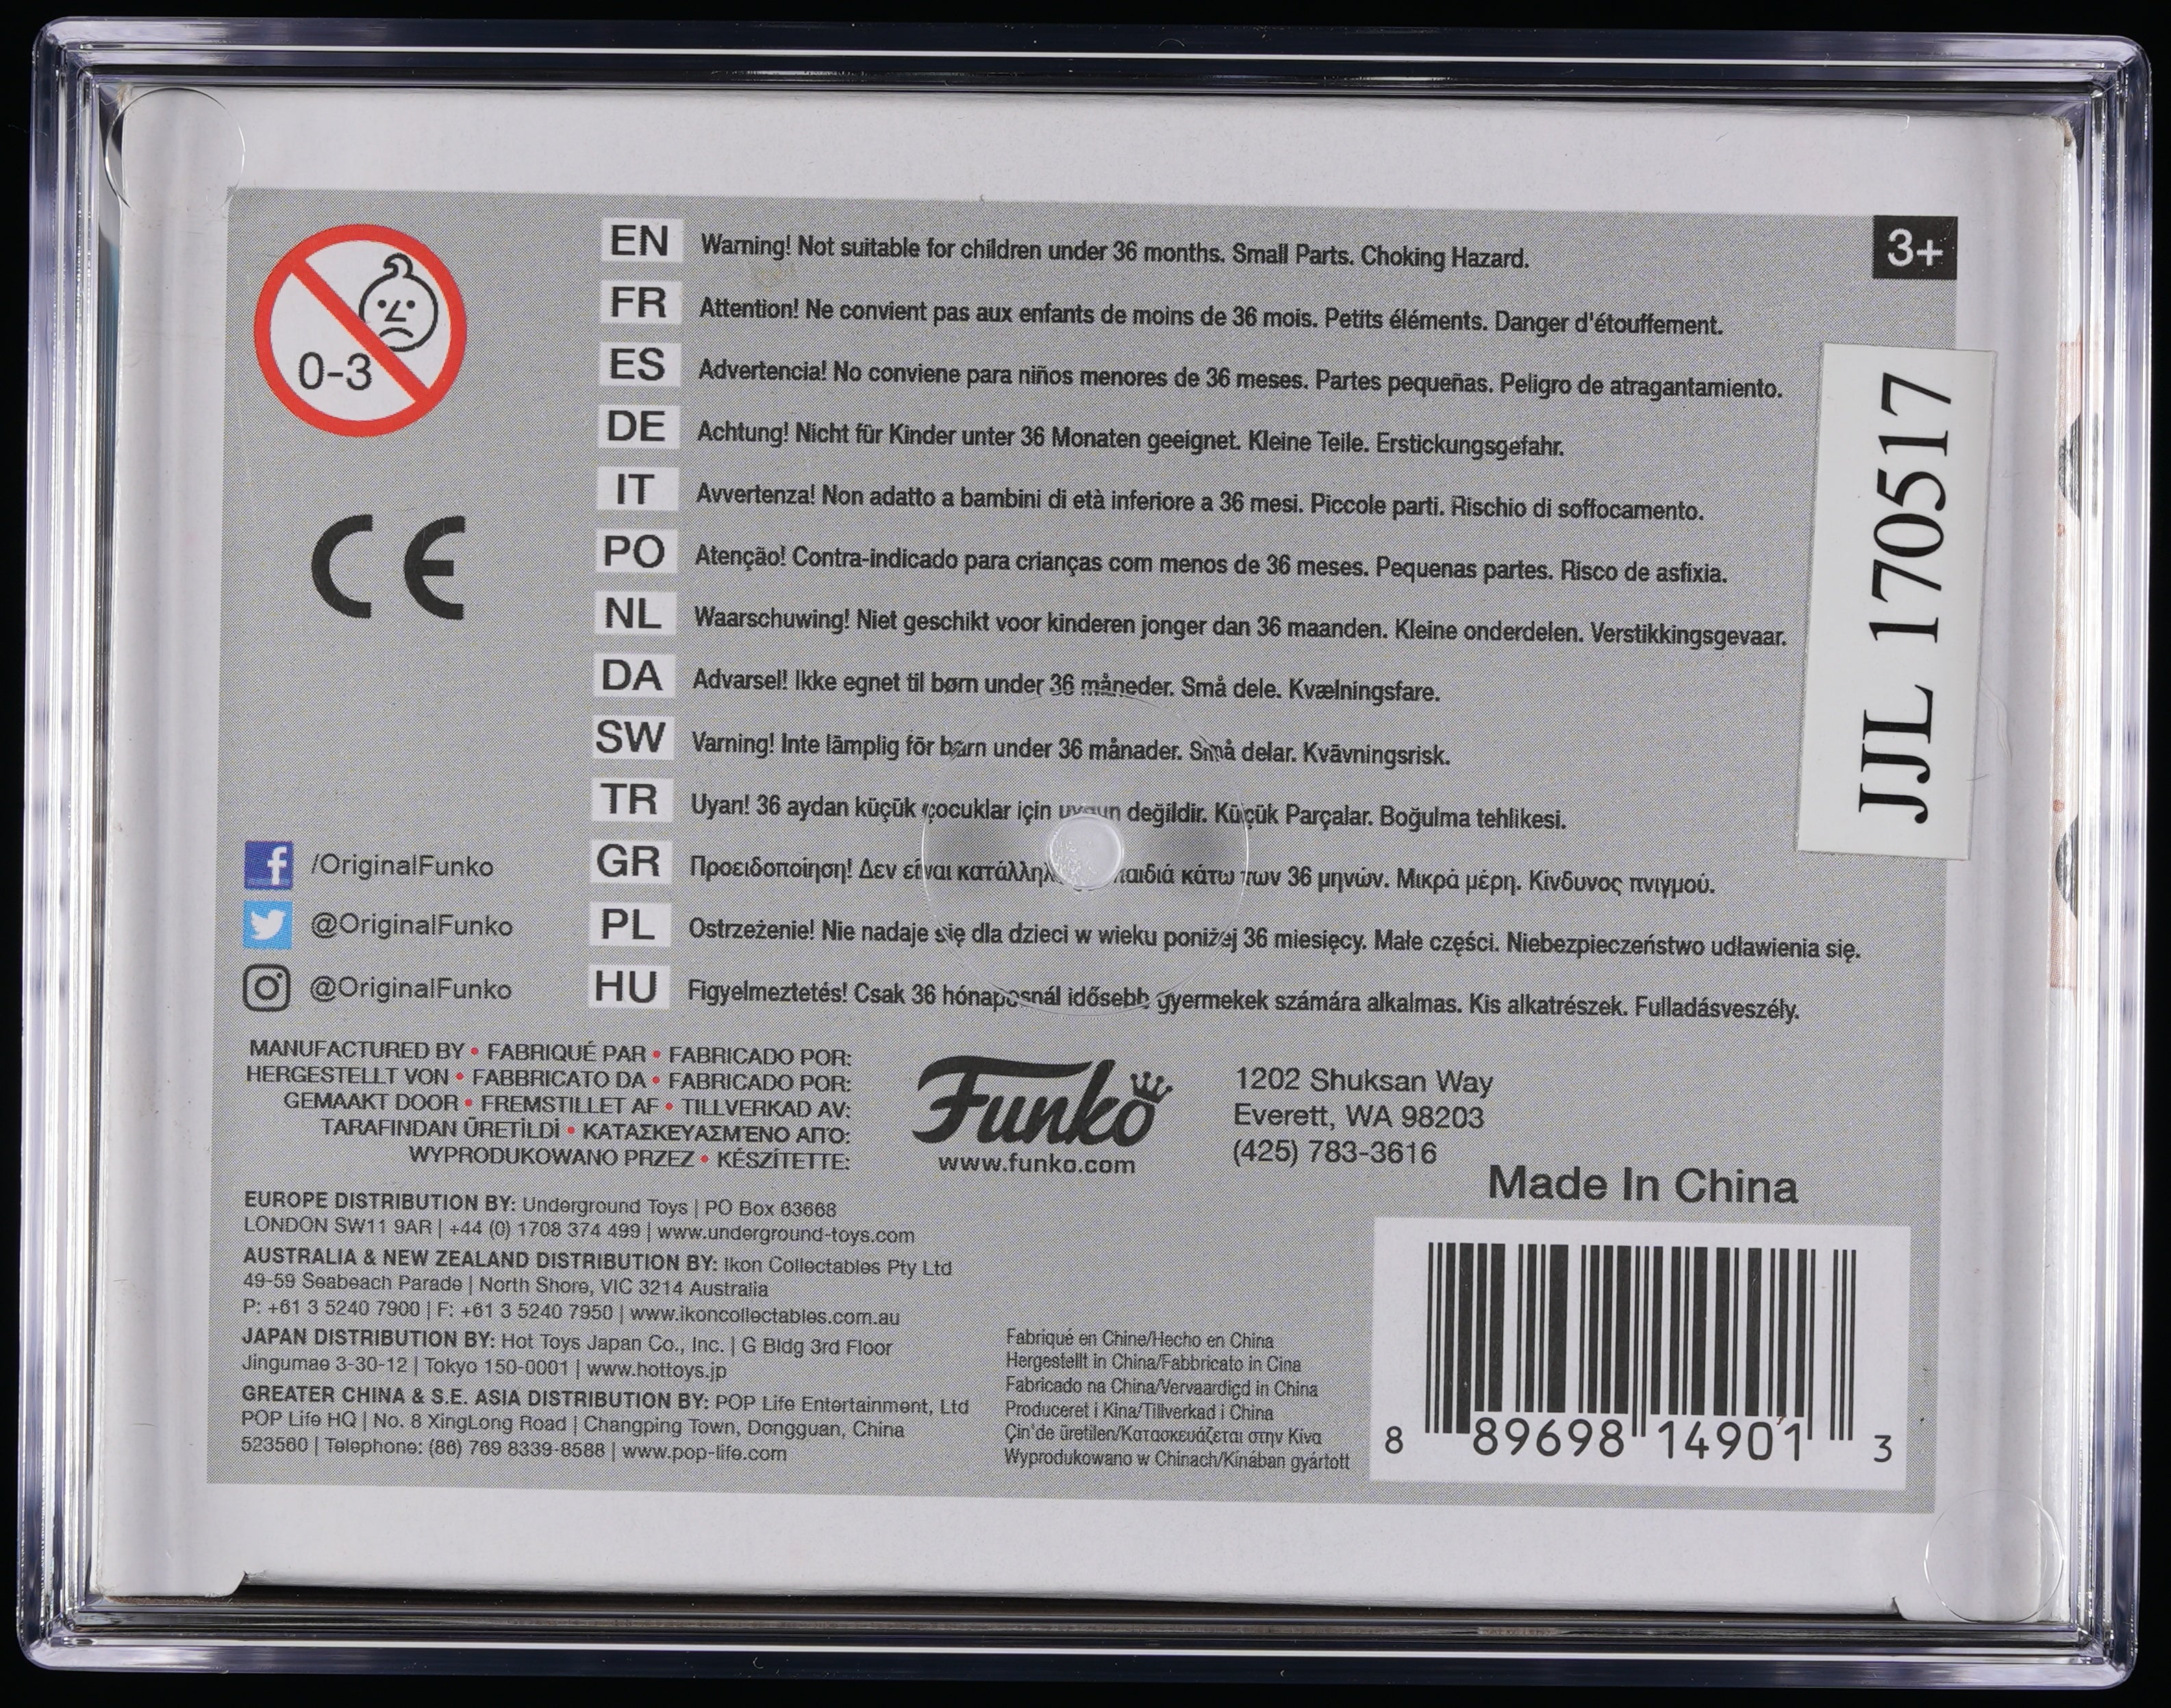 0-3
CE
3+
EN Warning! Not suitable for children under 36 months. Small Parts. Choking Hazard.
FR Attention! Ne convient pas aux enfants de moins de 36 mois. Petits éléments. Danger d'étouffement.
ES Advertencia! No conviene para niños menores de 36 meses. Partes pequeñas. Peligro de atragantamiento.
DE Achtung! Nicht für Kinder unter 36 Monaten geeignet. Kleine Teile. Erstickungsgefahr.
IT Avvertenza! Non adatto a bambini di età inferiore a 36 mesi. Piccole parti. Rischio di soffocamento.
PO Atenção! Contra-indicado para crianças com menos de 36 meses. Pequenas partes. Risco de asfixia.
NL Waarschuwing! Niet geschikt voor kinderen jonger dan 36 maanden. Kleine onderdelen. Verstikkingsgevaar.
DA Advarsel! Ikke egnet til børn under 36 måneder. Små dele. Kvælningsfare.
SW Varning! Inte lämplig för barn under 36 månader. Små delar. Kvävningsrisk.
TR Uyan! 36 aydan küçük çocuklar için uygun değildir. Küçük Parçalar. Boğulma tehlikesi.
GR Προειδοποίηση! Δεν είναι παιδιά κάτω των 36 μηνών. Μικρά μέρη. Κίνδυνος πνιγμού.
PL Ostrzeżenie! Nie nadaje się dla dzieci w wieku poniżej 36 miesięcy. Małe części. Niebezpieczeństwo udławienia się.
HU Figyelmeztetés! Csak 36 hónaposnál idősebb gyermekek számára alkalmas. Kis alkatrészek. Fulladásveszély.
JJL 170517
/OriginalFunko
@OriginalFunko
@OriginalFunko
MANUFACTURED BY • FABRIQUÉ PAR • FABRICADO POR:
HERGESTELLT VON • FABBRICATO DA • FABRICADO POR:
GEMAAKT DOOR • FREMSTILLET AF • TILLVERKAD AV:
TARAFINDAN ÜRETİLDİ • ΚΑΤΑΣΚΕΥΑΣΜΈΝΟ ΑΠΌ:
WYPRODUKOWANO PRZEZ • KÉSZÍTETTE:
Funko
www.funko.com
1202 Shuksan Way
Everett, WA 98203
(425) 783-3616
Made In China
EUROPE DISTRIBUTION BY: Underground Toys | PO Box 63668
LONDON SW11 9AR | +44 (0) 1708 374 499 | www.underground-toys.com
AUSTRALIA & NEW ZEALAND DISTRIBUTION BY: Ikon Collectables Pty Ltd
49-59 Seabeach Parade | North Shore, VIC 3214 Australia
P: +61 3 5240 7900 | F: +61 3 5240 7950 | www.ikoncollectables.com.au
JAPAN DISTRIBUTION BY: Hot Toys Japan Co., Inc. | G Bldg 3rd Floor
Jingumae 3-30-12 | Tokyo 150-0001 | www.hottoys.jp
GREATER CHINA & S.E. ASIA DISTRIBUTION BY: POP Life Entertainment, Ltd
POP Life HQ | No. 8 XingLong Road | Changping Town, Dongguan, China
523560 | Telephone: (86) 769 8339-8588 | www.pop-life.com
Fabriqué en Chine/Hecho en China
Hergestellt in China/Fabbricato in Cina
Fabricado na China/Vervaardigd in China
Produceret i Kina/Tillverkad i China
Çin'de üretilen/Κατασκευάζεται στην Κίνα
Wyprodukowano w Chinach/Kínában gyártott
8 89698 14901 3